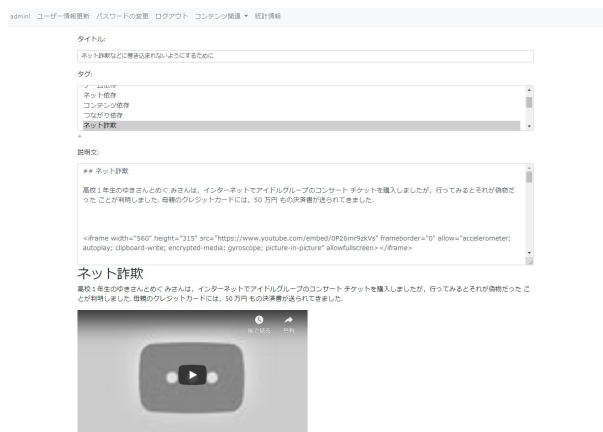 admin1 ユーザー情報更新 パスワードの変更 ログアウト コンテンツ関連 統計情報
タイトル:
ネット詐欺などに巻き込まれないようにするために
タグ:
ネット依存
コンテンツ依存
つながり依存
ネット詐欺
+
説明文:
## ネット詐欺
高校１年生のゆきさんとめぐ みさんは，インターネットでアイドルグループのコンサート チケットを購入しましたが，行ってみるとそれが偽物だ
った ことが判明しました. 母親のクレジットカードには，50 万円 もの決済書が送られてきました.
<iframe width="560" height="315" src="https://www.youtube.com/embed/0P26mr9zkVs" frameborder="0" allow="accelerometer;
autoplay; clipboard-write; encrypted-media; gyroscope; picture-in-picture" allowfullscreen></iframe>
ネット詐欺
高校１年生のゆきさんとめぐ みさんは，インターネットでアイドルグループのコンサート チケットを購入しましたが，行ってみるとそれが偽物だった こ
とが判明しました. 母親のクレジットカードには，50 万円 もの決済書が送られてきました.
後で見る 共有